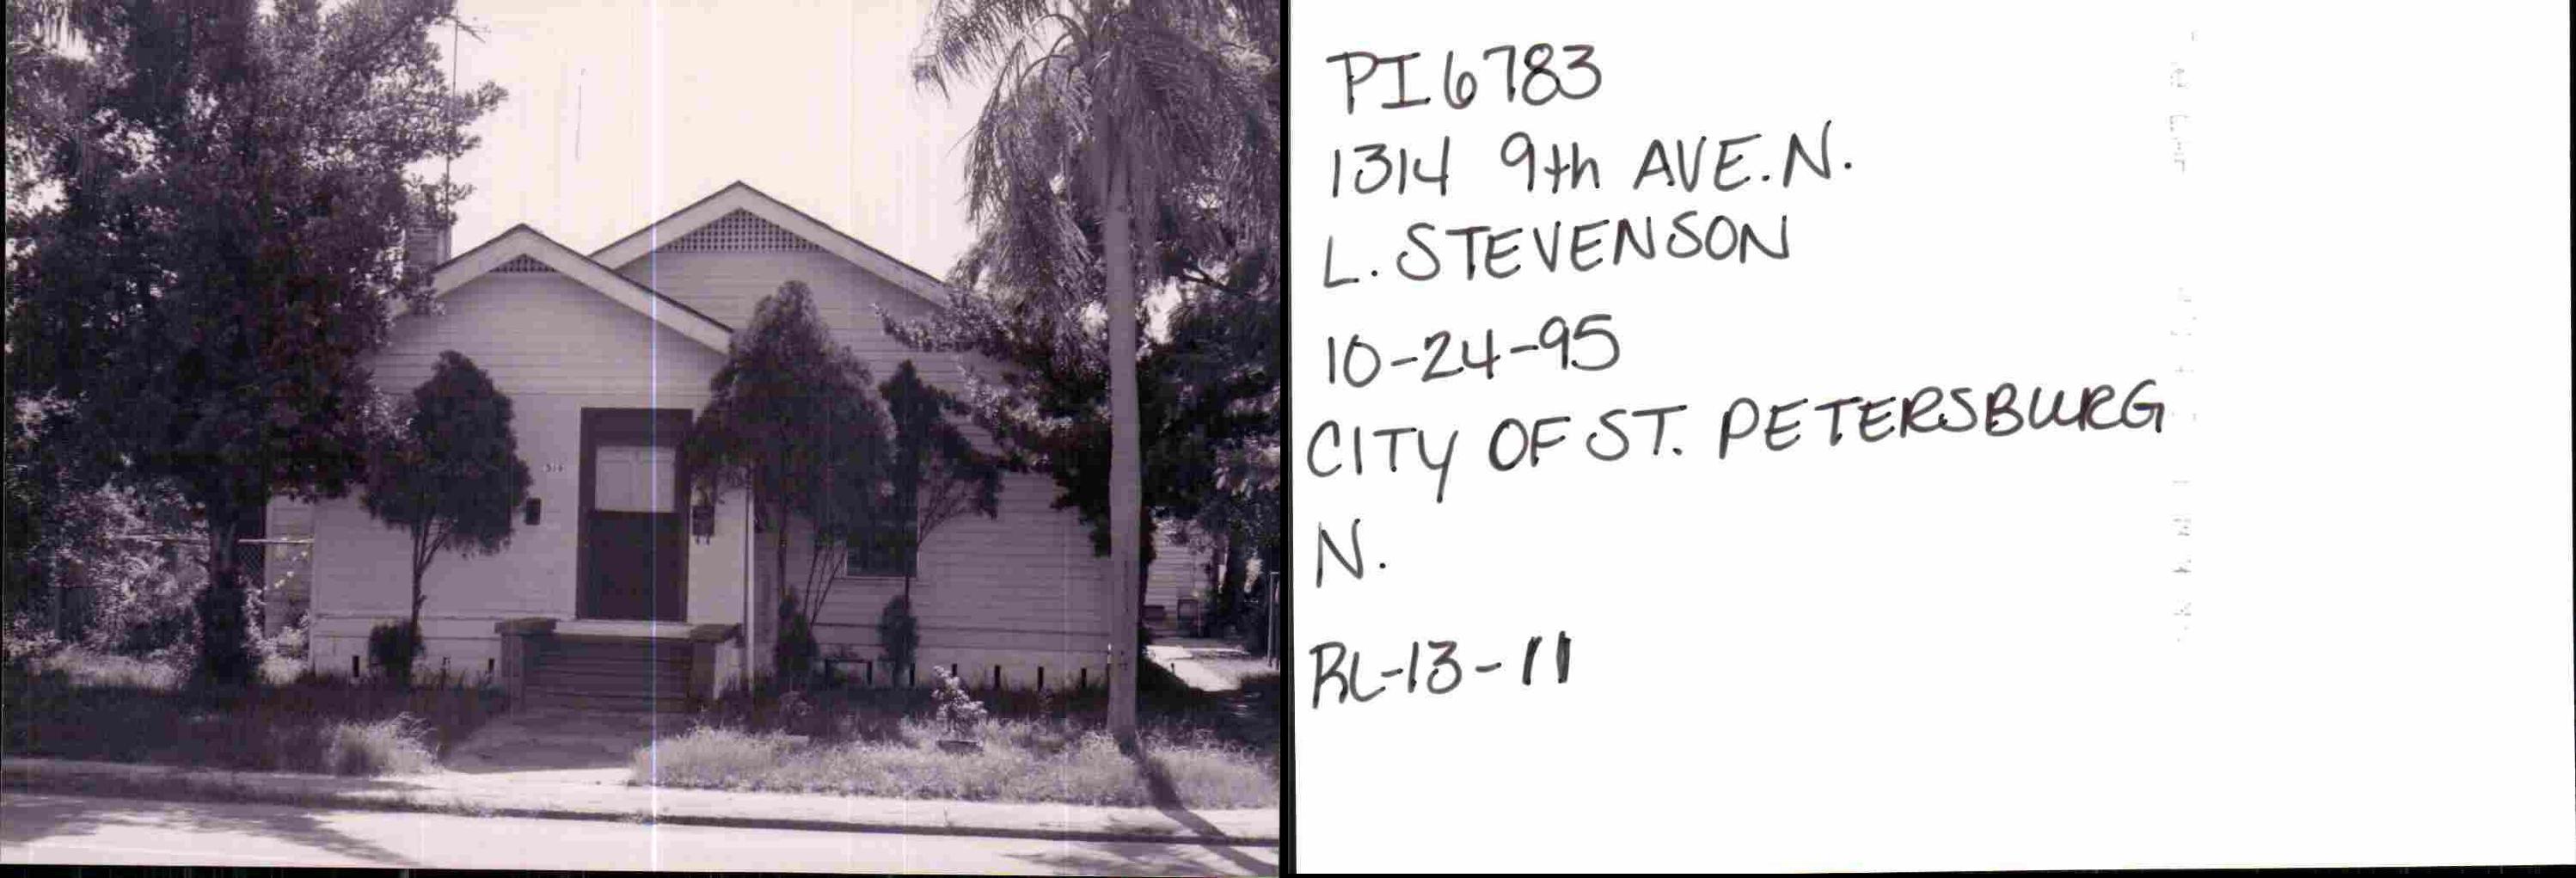 PI6783
1314 9th AVE. N.
L. STEVENSON
10-24-95
CITY OF ST. PETERSBURG
N.
RL-13-11